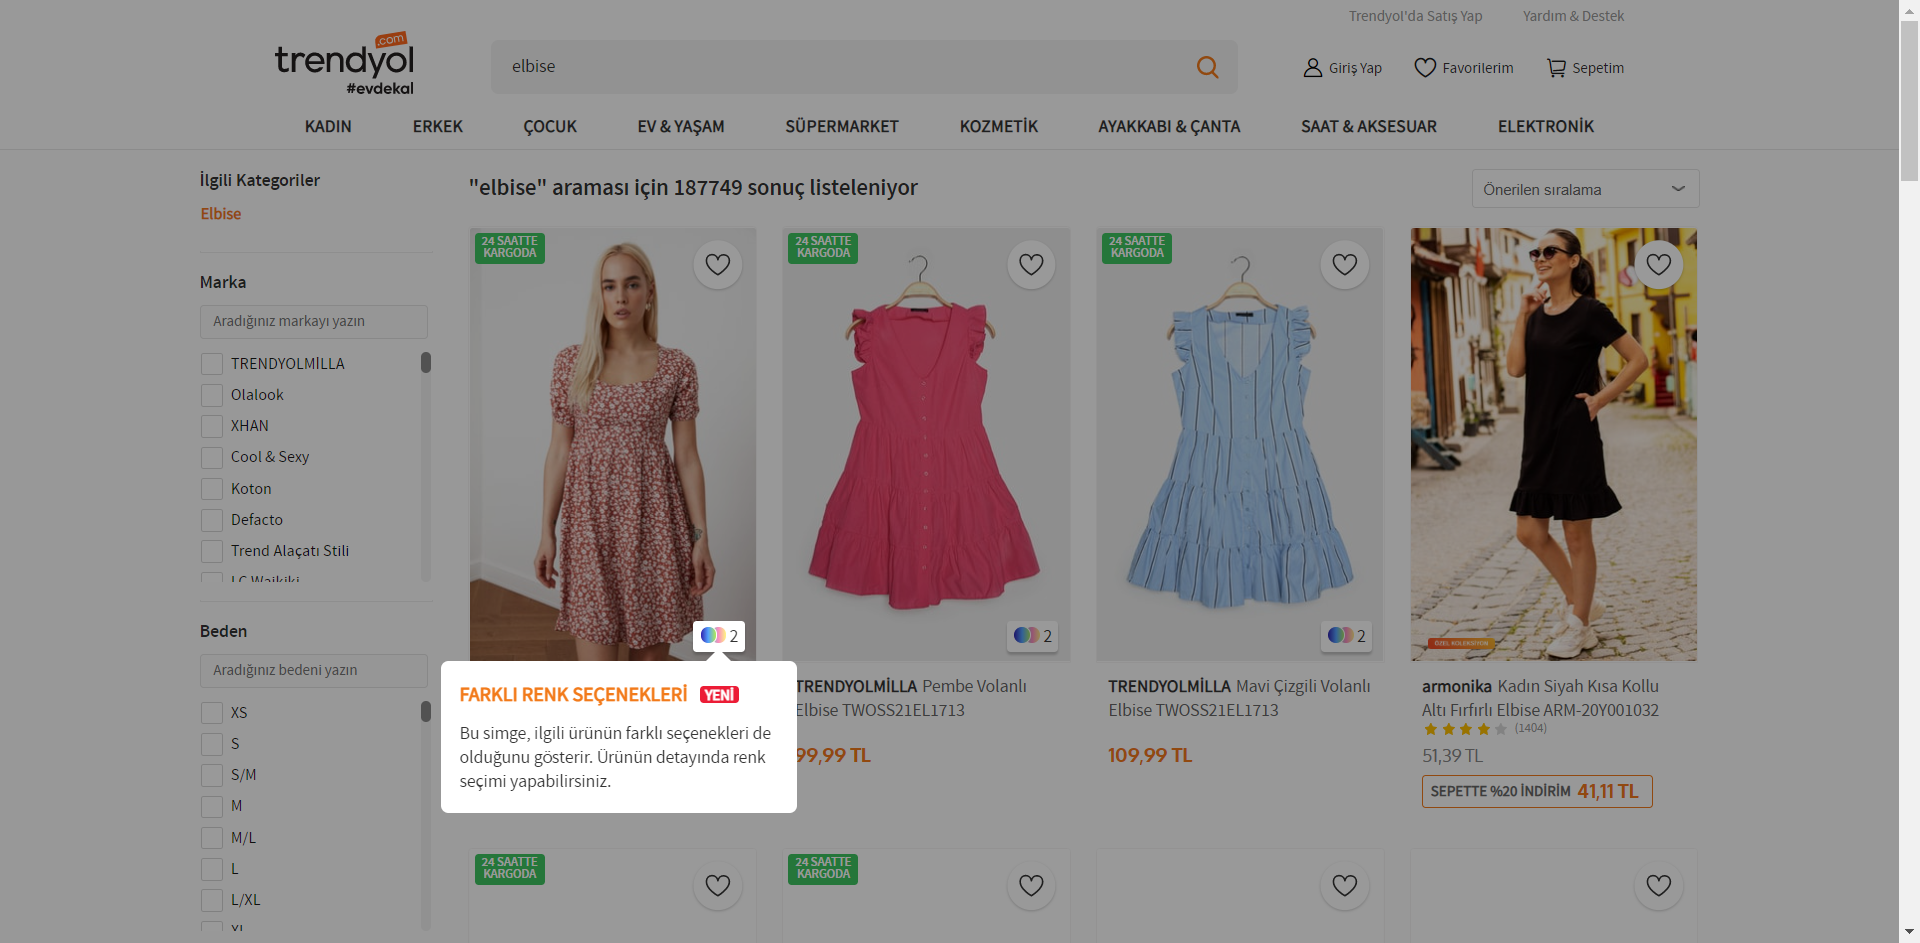 Trendyol'da Satış Yap
Yardım & Destek
.com
trendyol
#evdekal
elbise
Giriş Yap
Favorilerim
Sepetim
KADIN
ERKEK
ÇOCUK
EV & YAŞAM
SÜPERMARKET
KOZMETİK
AYAKKABI & ÇANTA
SAAT & AKSESUAR
ELEKTRONİK
İlgili Kategoriler
Elbise
Marka
Aradığınız markayı yazın
TRENDYOLMİLLA
Olalook
XHAN
Cool & Sexy
Koton
Defacto
Trend Alaçatı Stili
LC Waikiki
Beden
Aradığınız bedeni yazın
XS
S
S/M
M
M/L
L
L/XL
XL
"elbise" araması için 187749 sonuç listeleniyor
Önerilen sıralama
24 SAATTE
KARGODA
2
FARKLI RENK SEÇENEKLERİ YENİ
Bu simge, ilgili ürünün farklı seçenekleri de
olduğunu gösterir. Ürünün detayında renk
seçimi yapabilirsiniz.
24 SAATTE
KARGODA
2
TRENDYOLMİLLA Pembe Volanlı
Elbise TWOSS21EL1713
99,99 TL
24 SAATTE
KARGODA
2
TRENDYOLMİLLA Mavi Çizgili Volanlı
Elbise TWOSS21EL1713
109,99 TL
ÖZEL KOLEKSİYON
armonika Kadın Siyah Kısa Kollu
Altı Fırfırlı Elbise ARM-20Y001032
(1404)
51,39 TL
SEPETTE %20 İNDİRİM 41,11 TL
24 SAATTE
KARGODA
24 SAATTE
KARGODA